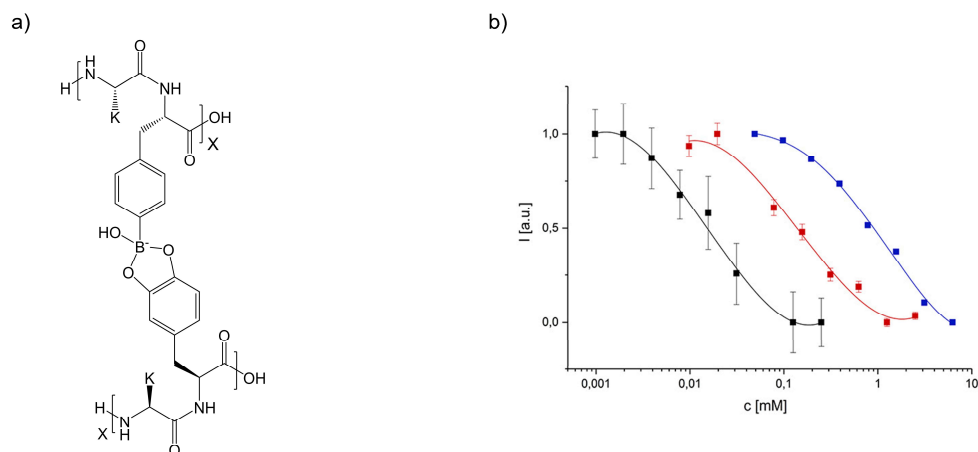 a)
b)
H
H
N
O
NH
K
O
OH
X
HO
B-
O
O
O
OH
K
H
N
H
X
NH
O
1,0
0,5
0,0
I [a.u.]
0,001
0,01
0,1
1
10
c [mM]